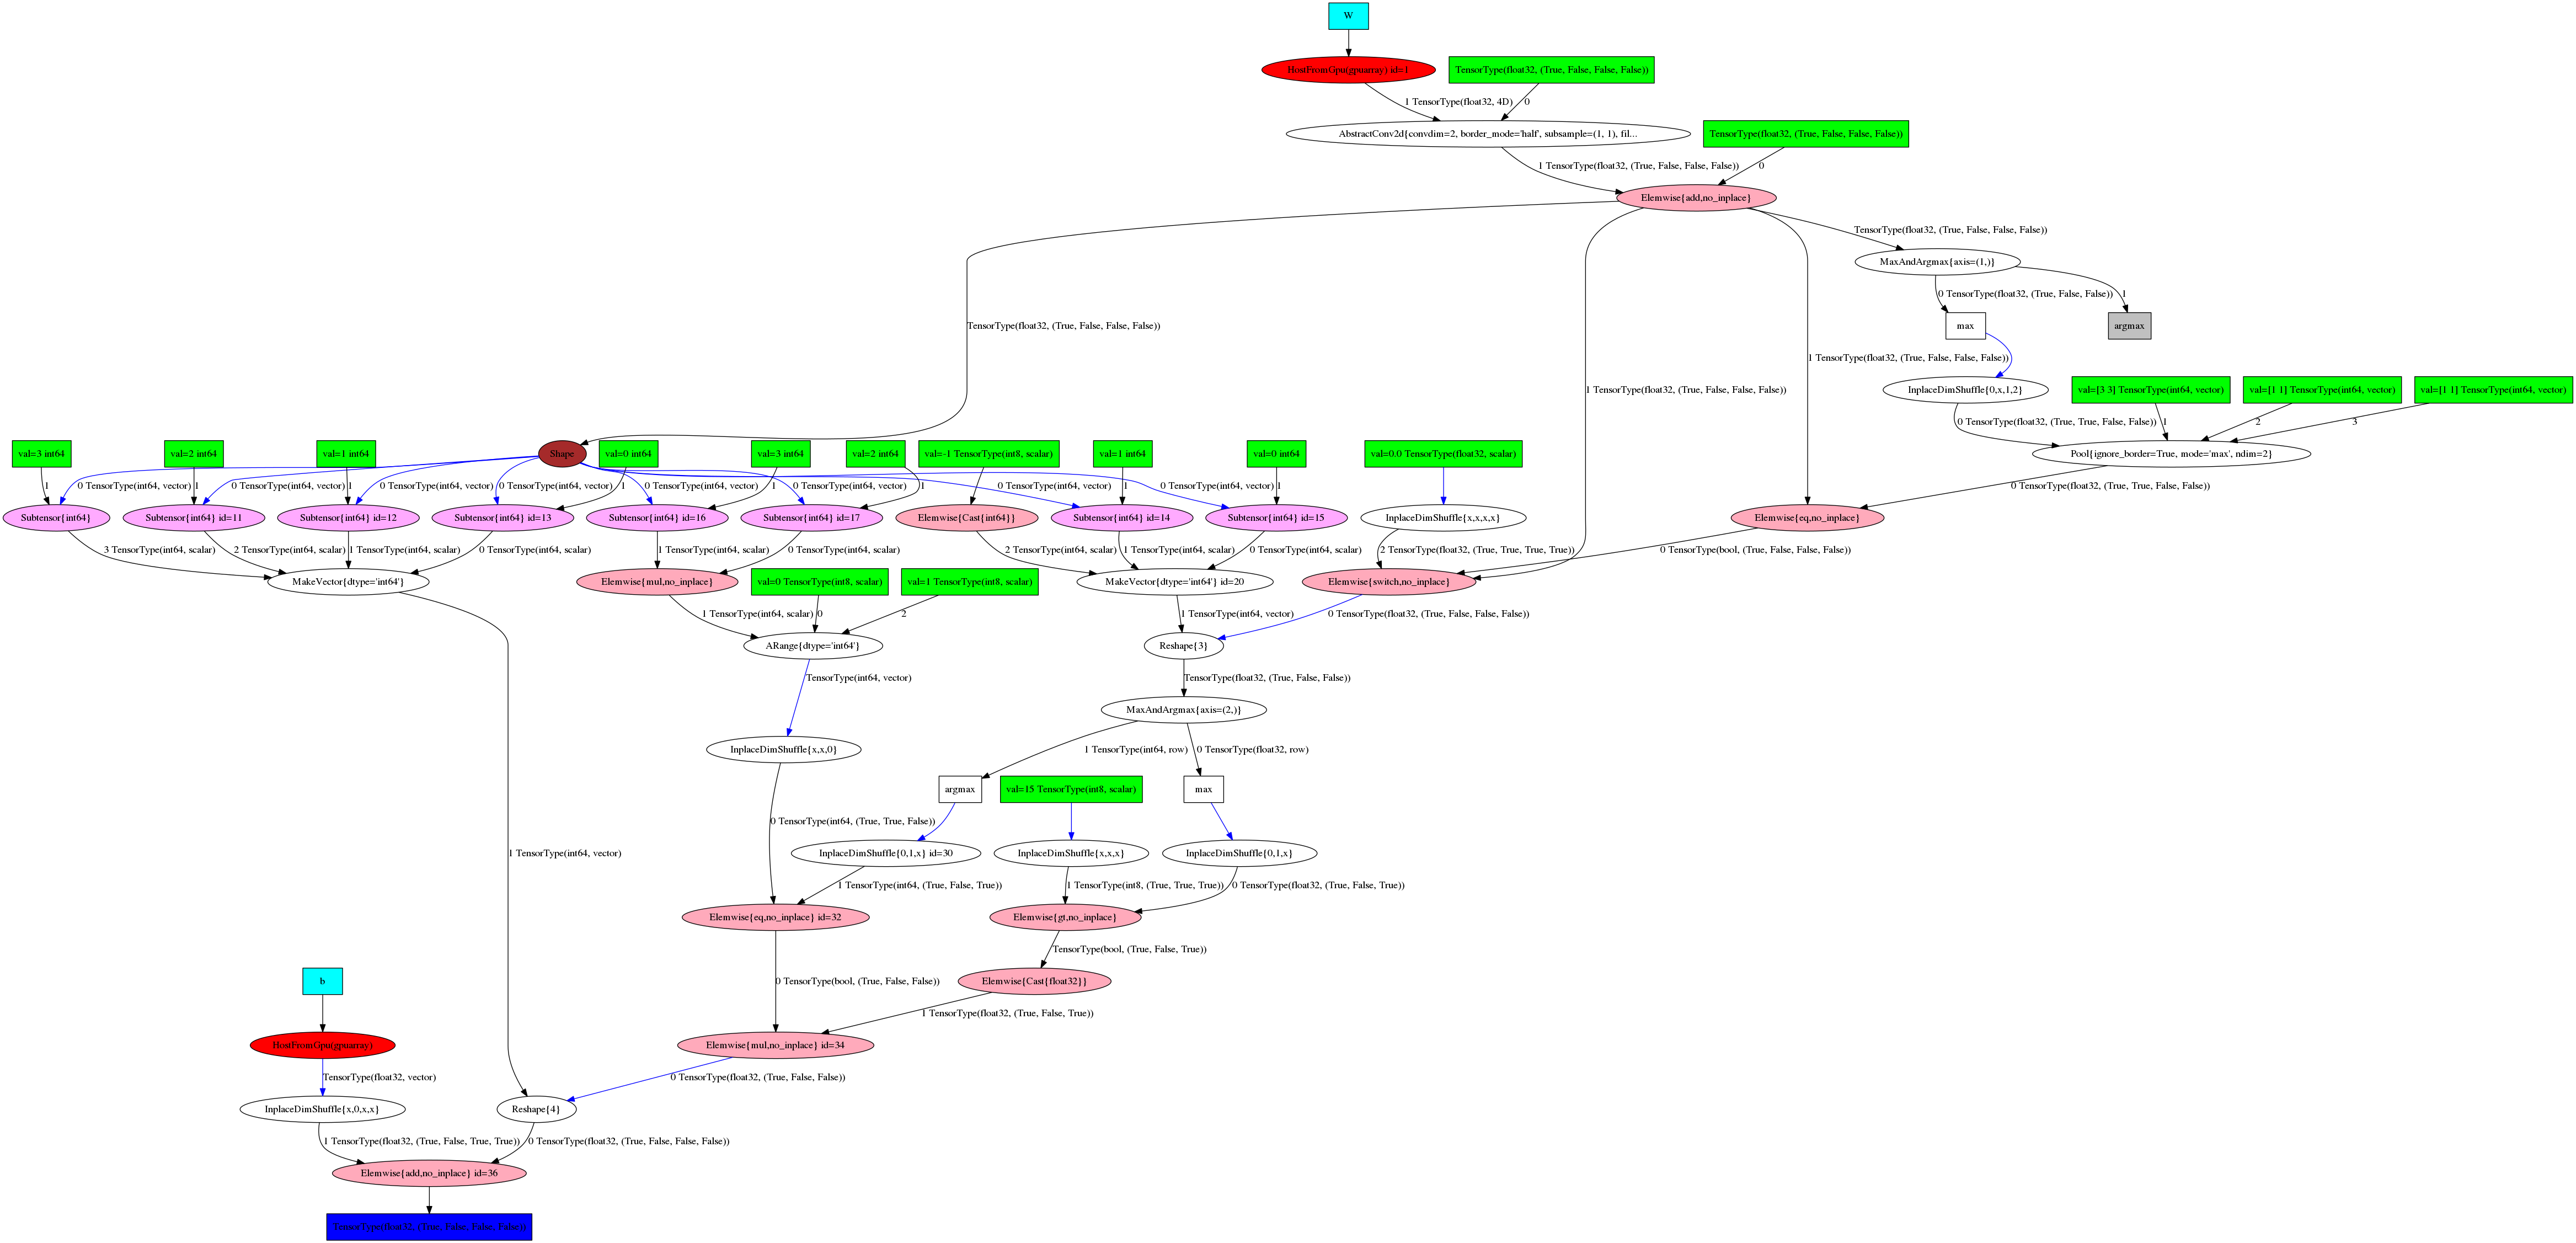 W
HostFromGpu(gpuarray) id=1
TensorType(float32, (True, False, False, False))
1 TensorType(float32, 4D)
0
AbstractConv2d{convdim=2, border_mode='half', subsample=(1, 1), fil...
TensorType(float32, (True, False, False, False))
1 TensorType(float32, (True, False, False, False))
0
Elemwise{add,no_inplace}
TensorType(float32, (True, False, False, False))
MaxAndArgmax{axis=(1,)}
0 TensorType(float32, (True, False, False))
1
TensorType(float32, (True, False, False, False))
max
argmax
1 TensorType(float32, (True, False, False, False))
1 TensorType(float32, (True, False, False, False))
InplaceDimShuffle{0,x,1,2}
val=[3 3] TensorType(int64, vector)
val=[1 1] TensorType(int64, vector)
val=[1 1] TensorType(int64, vector)
0 TensorType(float32, (True, True, False, False))
1
2
3
val=3 int64
val=2 int64
val=1 int64
Shape
val=0 int64
val=3 int64
val=2 int64
val=-1 TensorType(int8, scalar)
val=1 int64
val=0 int64
val=0.0 TensorType(float32, scalar)
Pool{ignore_border=True, mode='max', ndim=2}
1
0 TensorType(int64, vector)
1
0 TensorType(int64, vector)
1
0 TensorType(int64, vector)
0 TensorType(int64, vector)
1
0 TensorType(int64, vector)
1
0 TensorType(int64, vector)
1
0 TensorType(int64, vector)
1
0 TensorType(int64, vector)
1
0 TensorType(float32, (True, True, False, False))
Subtensor{int64}
Subtensor{int64} id=11
Subtensor{int64} id=12
Subtensor{int64} id=13
Subtensor{int64} id=16
Subtensor{int64} id=17
Elemwise{Cast{int64}}
Subtensor{int64} id=14
Subtensor{int64} id=15
InplaceDimShuffle{x,x,x,x}
Elemwise{eq,no_inplace}
3 TensorType(int64, scalar)
2 TensorType(int64, scalar)
1 TensorType(int64, scalar)
0 TensorType(int64, scalar)
1 TensorType(int64, scalar)
0 TensorType(int64, scalar)
2 TensorType(int64, scalar)
1 TensorType(int64, scalar)
0 TensorType(int64, scalar)
2 TensorType(float32, (True, True, True, True))
0 TensorType(bool, (True, False, False, False))
MakeVector{dtype='int64'}
Elemwise{mul,no_inplace}
val=0 TensorType(int8, scalar)
val=1 TensorType(int8, scalar)
MakeVector{dtype='int64'} id=20
Elemwise{switch,no_inplace}
1 TensorType(int64, scalar)
0
2
1 TensorType(int64, vector)
0 TensorType(float32, (True, False, False, False))
ARange{dtype='int64'}
Reshape{3}
TensorType(int64, vector)
TensorType(float32, (True, False, False))
MaxAndArgmax{axis=(2,)}
InplaceDimShuffle{x,x,0}
1 TensorType(int64, row)
0 TensorType(float32, row)
argmax
val=15 TensorType(int8, scalar)
max
0 TensorType(int64, (True, True, False))
1 TensorType(int64, vector)
InplaceDimShuffle{0,1,x} id=30
InplaceDimShuffle{x,x,x}
InplaceDimShuffle{0,1,x}
1 TensorType(int64, (True, False, True))
1 TensorType(int8, (True, True, True))
0 TensorType(float32, (True, False, True))
Elemwise{eq,no_inplace} id=32
Elemwise{gt,no_inplace}
TensorType(bool, (True, False, True))
b
0 TensorType(bool, (True, False, False))
Elemwise{Cast{float32}}
1 TensorType(float32, (True, False, True))
HostFromGpu(gpuarray)
Elemwise{mul,no_inplace} id=34
TensorType(float32, vector)
0 TensorType(float32, (True, False, False))
InplaceDimShuffle{x,0,x,x}
Reshape{4}
1 TensorType(float32, (True, False, True, True))
0 TensorType(float32, (True, False, False, False))
Elemwise{add,no_inplace} id=36
TensorType(float32, (True, False, False, False))